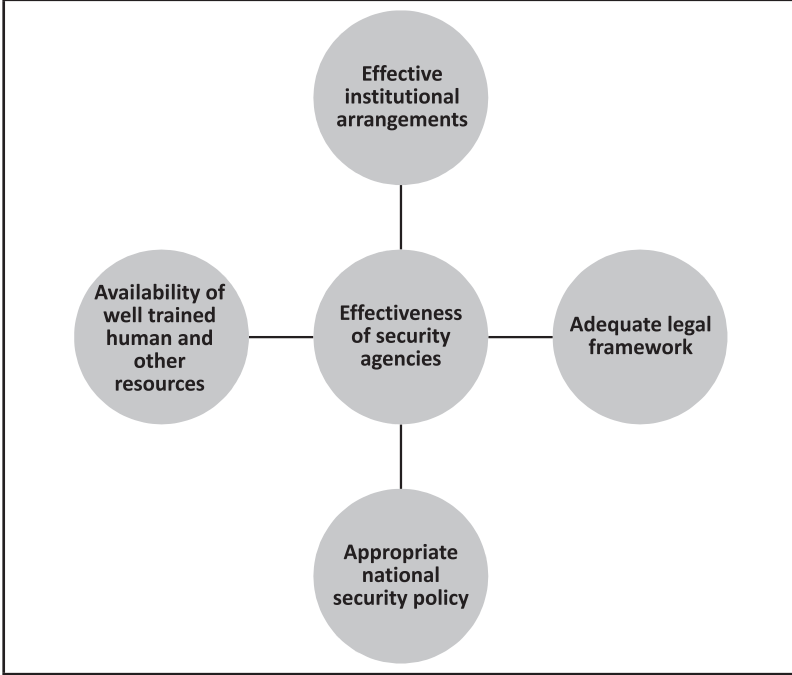 Effective
institutional
arrangements
Availability of
well trained
human and
other
resources
Effectiveness
of security
agencies
Adequate legal
framework
Appropriate
national
security policy